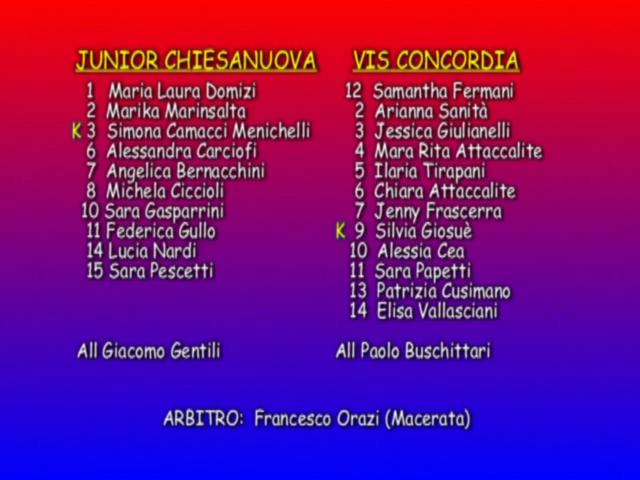 JUNIOR CHIESANUOVA
1 Maria Laura Domizi
2 Marika Marinsalta
K 3 Simona Camacci Menichelli
6 Alessandra Carciofi
7 Angelica Bernacchini
8 Michela Ciccioli
10 Sara Gasparrini
11 Federica Gullo
14 Lucia Nardi
15 Sara Pescetti
All Giacomo Gentili
VIS CONCORDIA
12 Samantha Fermani
2 Arianna Sanità
3 Jessica Giulianelli
4 Mara Rita Attaccalite
5 Ilaria Tirapani
6 Chiara Attaccalite
7 Jenny Frascerra
K 9 Silvia Giosuè
10 Alessia Cea
11 Sara Papetti
13 Patrizia Cusimano
14 Elisa Vallasciani
All Paolo Buschittari
ARBITRO: Francesco Orazi (Macerata)